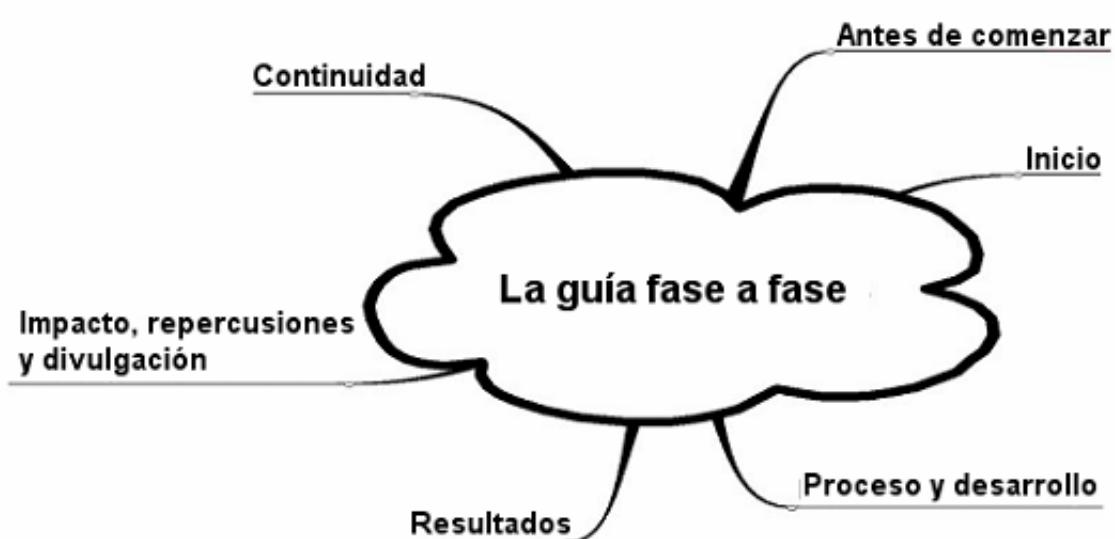 Antes de comenzar
Continuidad
Inicio
La guía fase a fase
Impacto, repercusiones
y divulgación
Proceso y desarrollo
Resultados